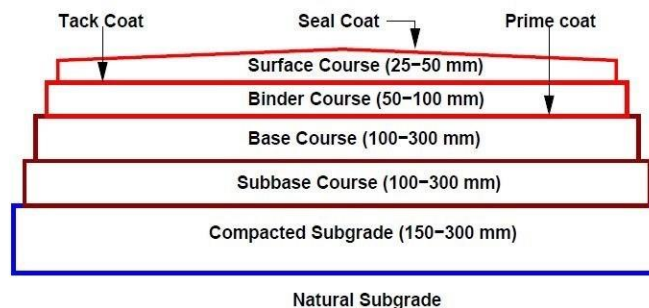 Tack Coat Seal Coat Prime coat
Surface Course (25−50 mm)
Binder Course (50−100 mm)
Base Course (100−300 mm)
Subbase Course (100−300 mm)
Compacted Subgrade (150−300 mm)
Natural Subgrade